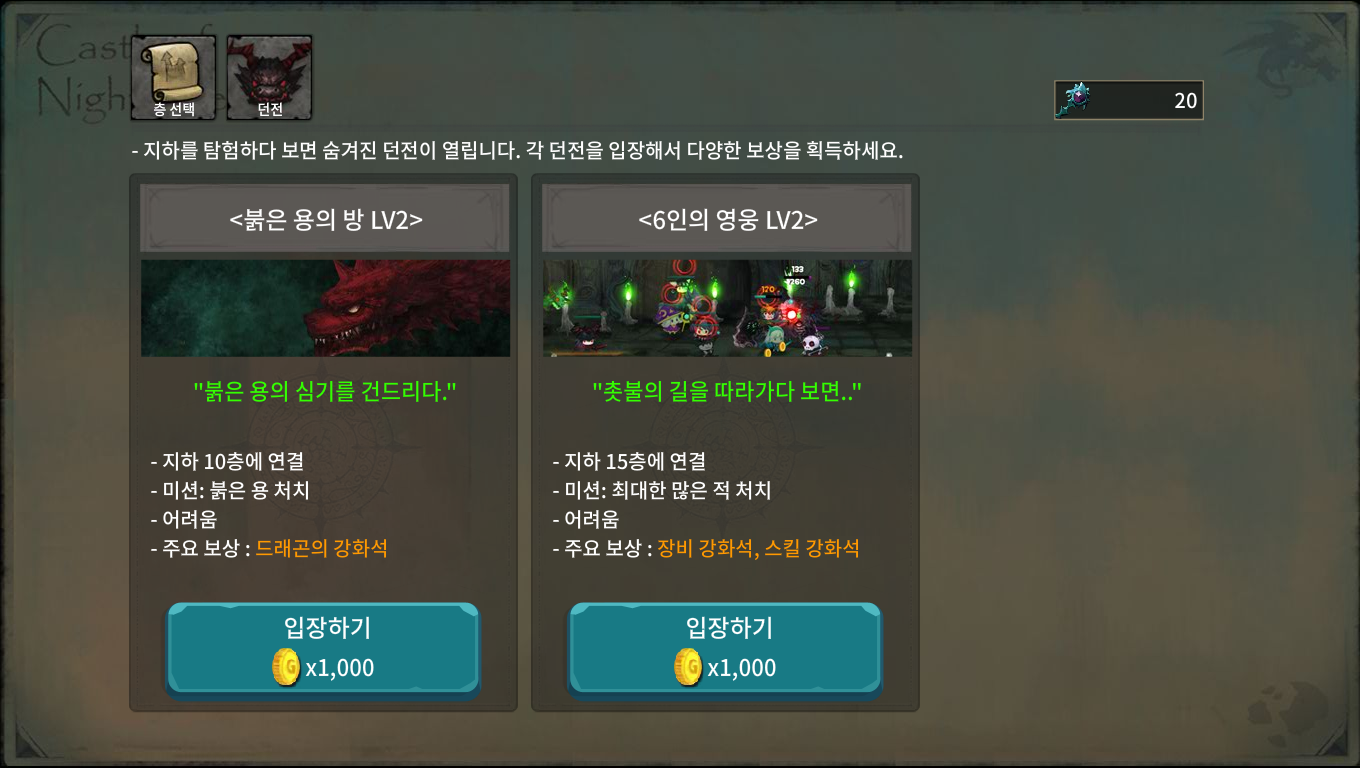 Castle of
Nightmare
층 선택
던전
20
- 지하를 탐험하다 보면 숨겨진 던전이 열립니다. 각 던전을 입장해서 다양한 보상을 획득하세요.
<붉은 용의 방 LV2>
"붉은 용의 심기를 건드리다."
- 지하 10층에 연결
- 미션: 붉은 용 처치
- 어려움
- 주요 보상 : 드래곤의 강화석
입장하기
G x1,000
<6인의 영웅 LV2>
133
1260
120
"촛불의 길을 따라가다 보면.."
- 지하 15층에 연결
- 미션: 최대한 많은 적 처치
- 어려움
- 주요 보상 : 장비 강화석, 스킬 강화석
입장하기
G x1,000